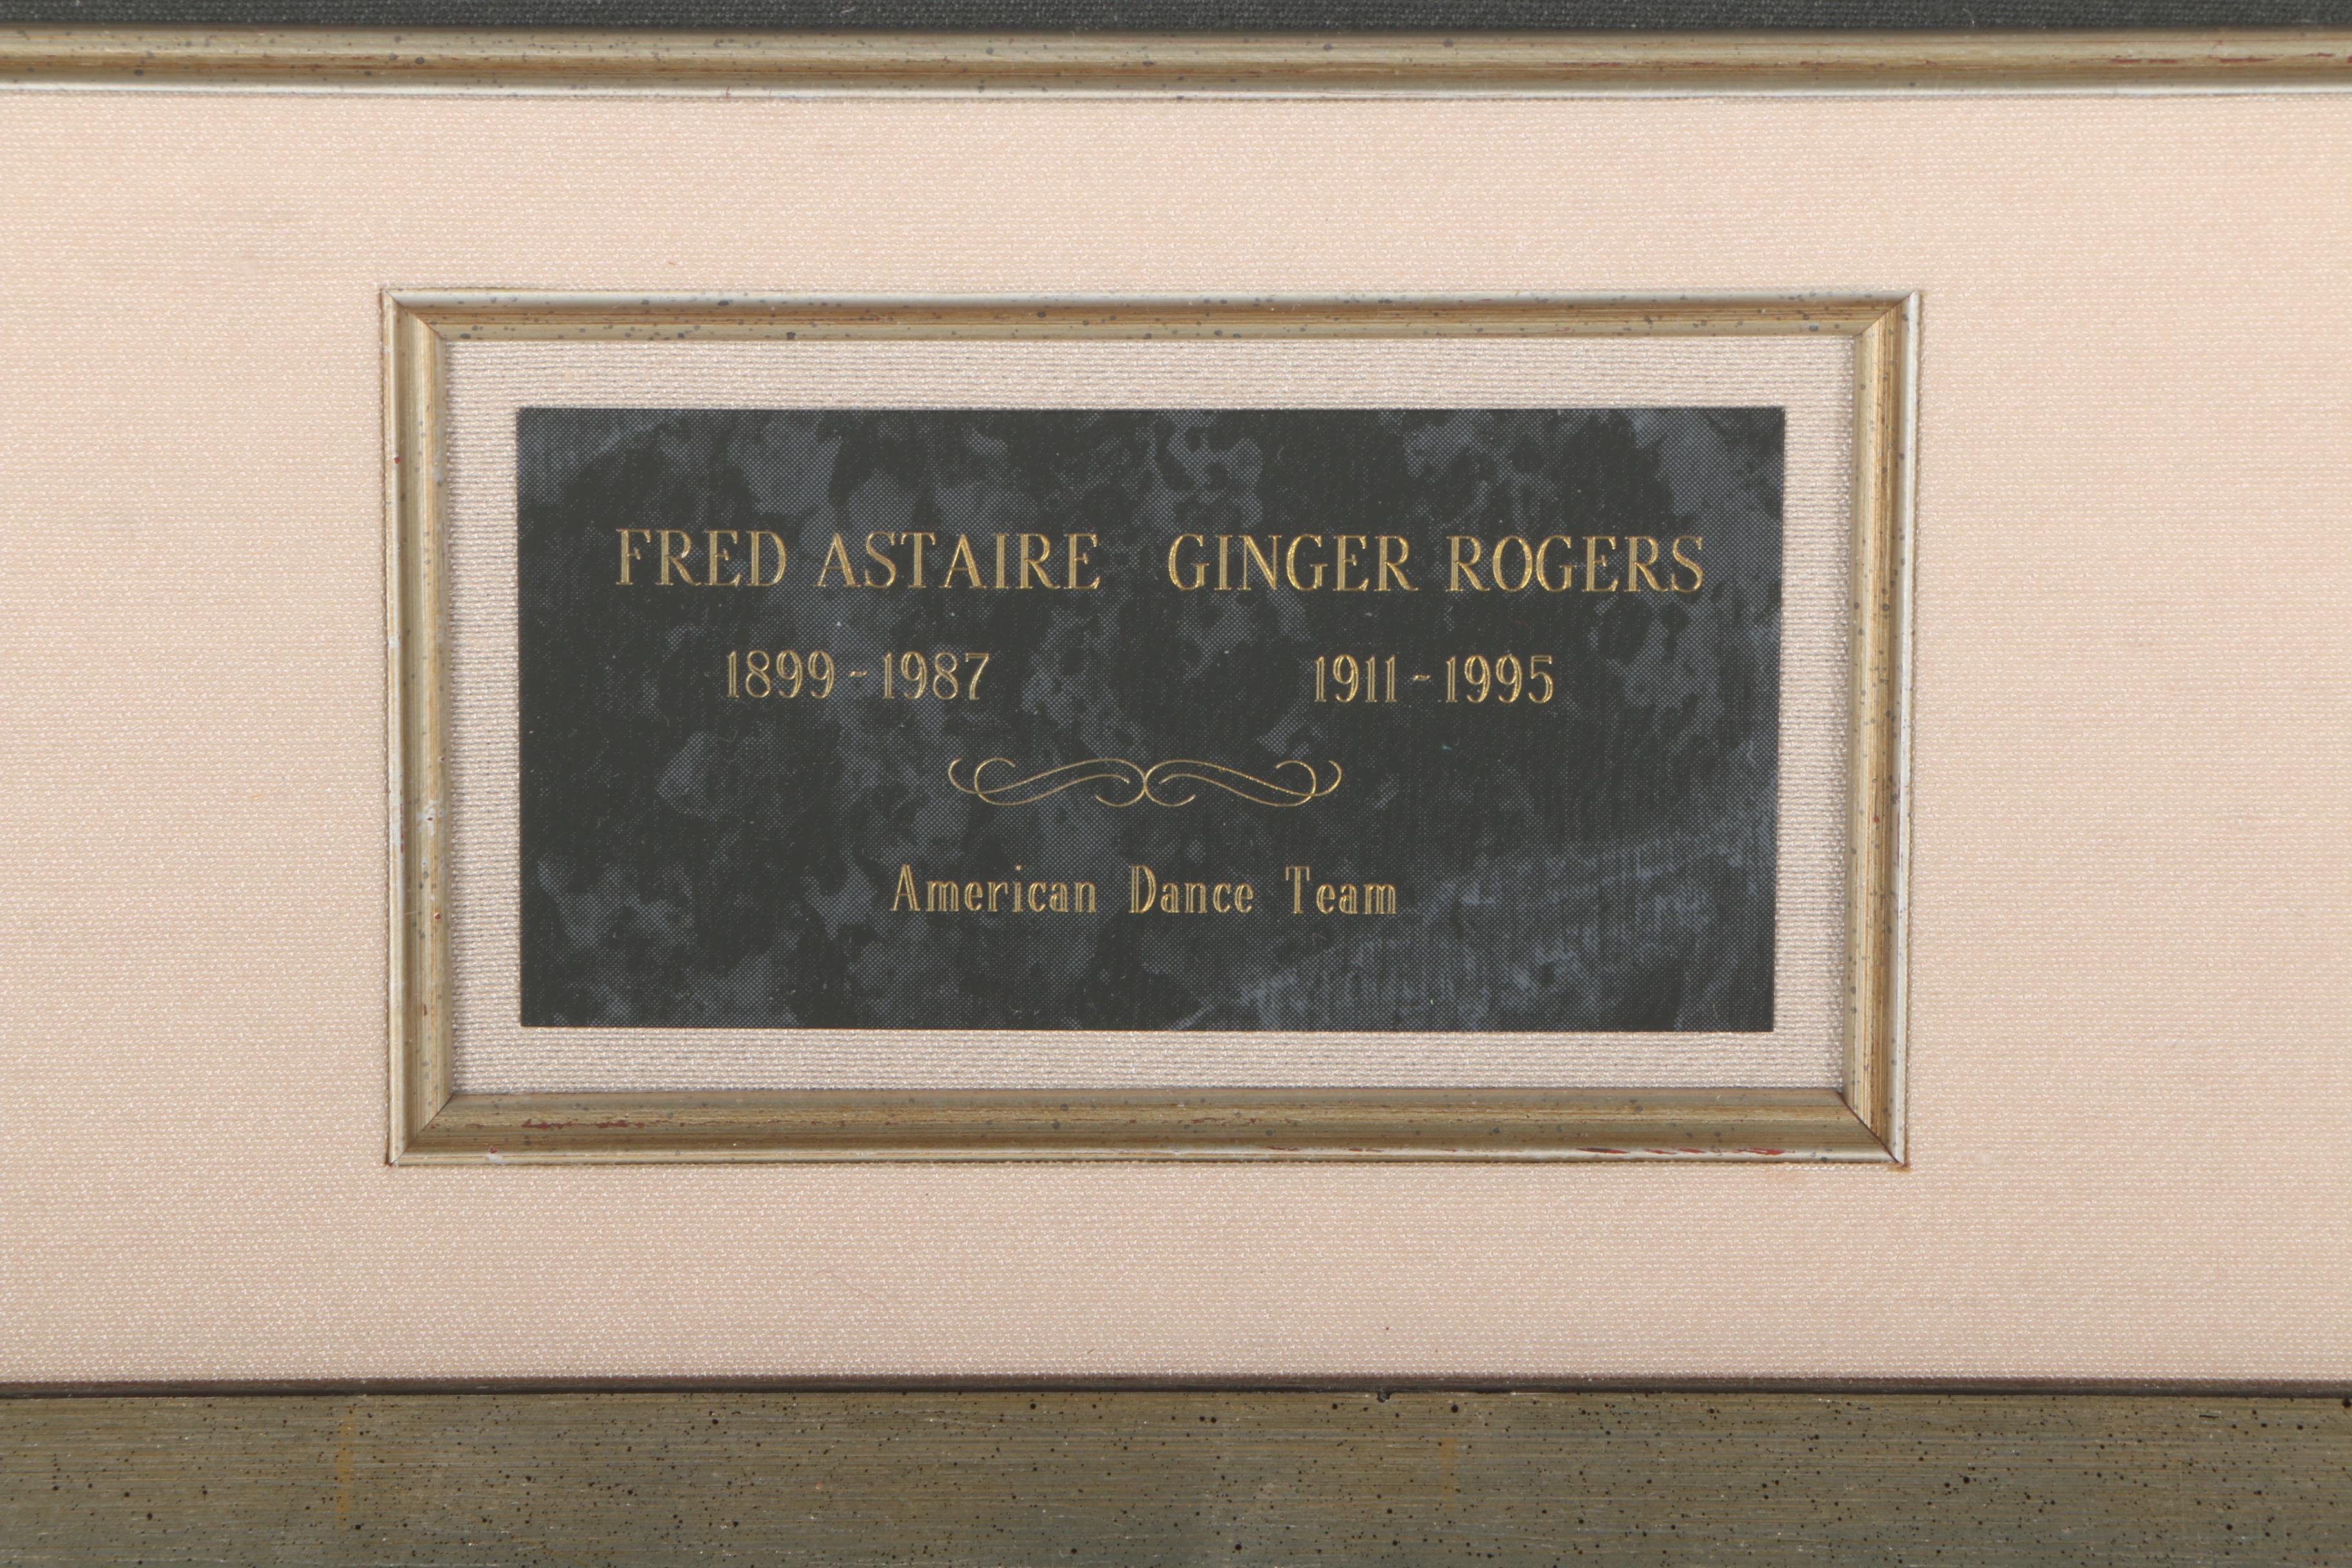 FRED ASTAIRE GINGER ROGERS
1899-1987 1911-1995
American Dance Team